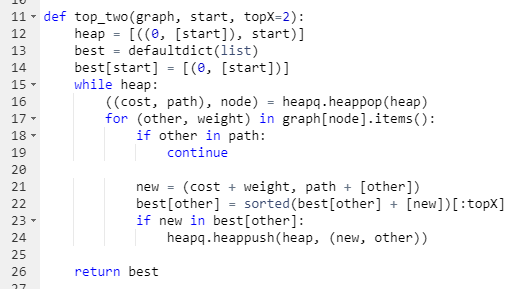 11 def top_two(graph, start, topX=2):
12 heap = [((0, [start]), start)]
13 best = defaultdict(list)
14 best[start] = [(0, [start])]
15 while heap:
16 ((cost, path), node) = heapq.heappop(heap)
17 for (other, weight) in graph[node].items():
18 if other in path:
19 continue
20
21 new = (cost + weight, path + [other])
22 best[other] = sorted(best[other] + [new])[:topX]
23 if new in best[other]:
24 heapq.heappush(heap, (new, other))
25
26 return best